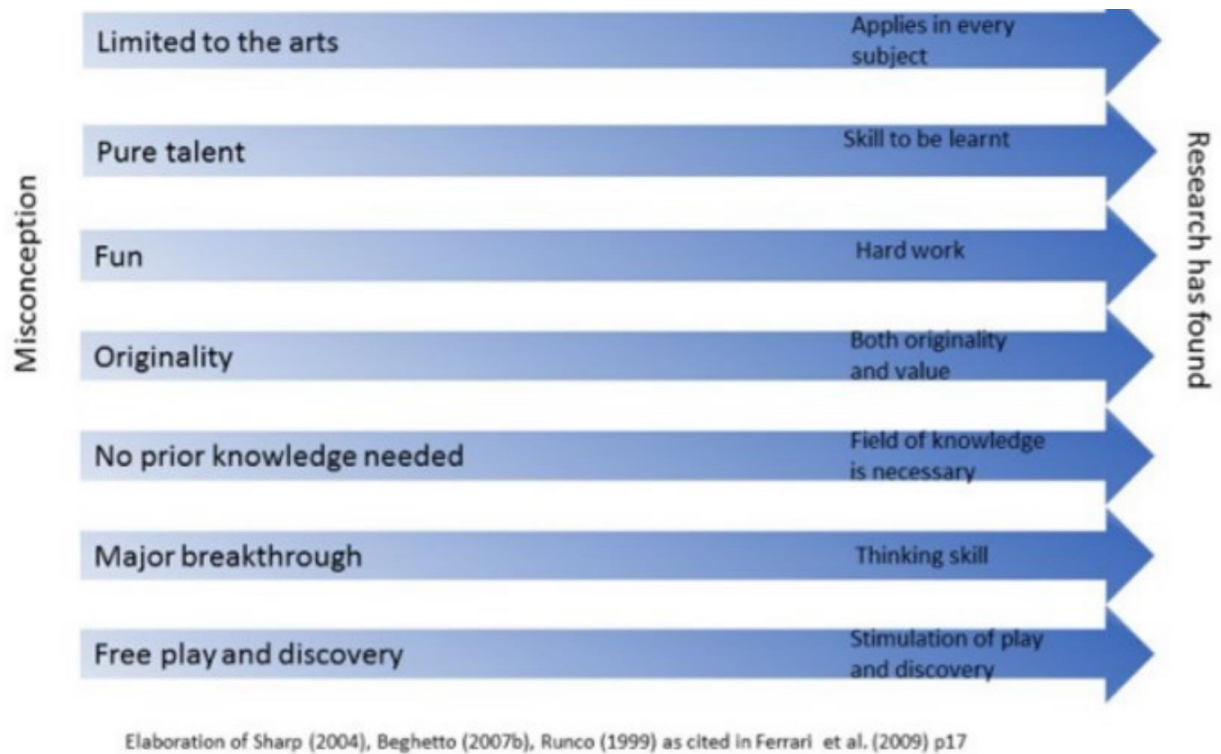 Misconception
Limited to the arts
Applies in every
subject
Pure talent
Skill to be learnt
Fun
Hard work
Originality
Both originality
and value
No prior knowledge needed
Field of knowledge
is necessary
Major breakthrough
Thinking skill
Free play and discovery
Stimulation of play
and discovery
Research has found
Elaboration of Sharp (2004), Beghetto (2007b), Runco (1999) as cited in Ferrari et al. (2009) p17